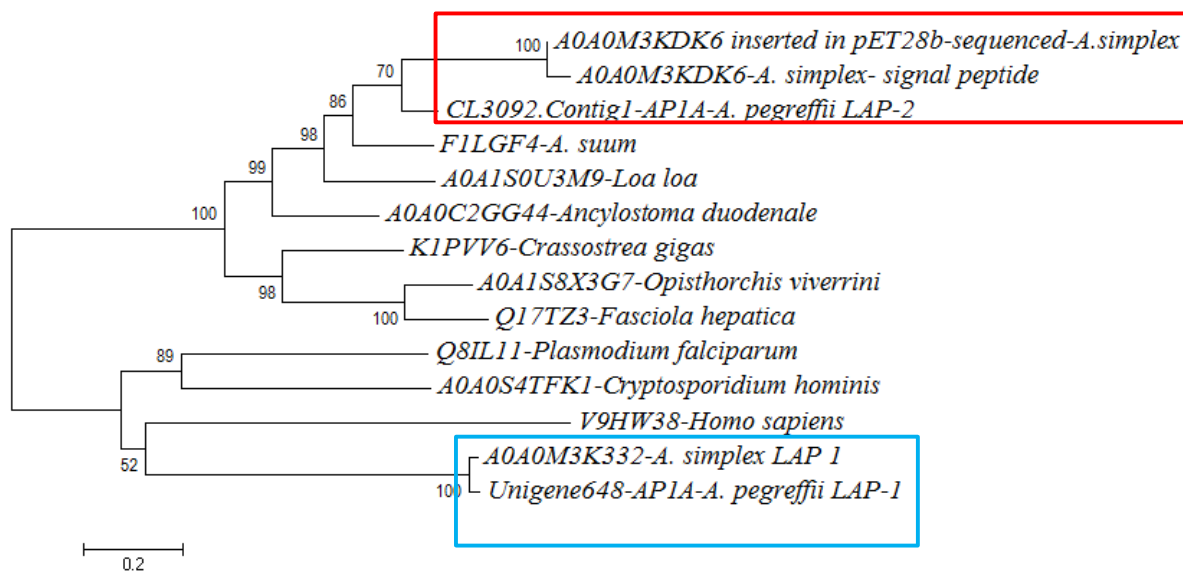 100
A0A0M3KDK6 inserted in pET28b-sequenced-A.simplex
70
A0A0M3KDK6-A. simplex- signal peptide
86
CL3092.Contig1-AP1A-A. pegreffii LAP-2
98
F1LGF4-A. suum
99
A0A1S0U3M9-Loa loa
100
A0A0C2GG44-Ancylostoma duodenale
K1PVV6-Crassostrea gigas
98
A0A1S8X3G7-Opisthorchis viverrini
100
Q17TZ3-Fasciola hepatica
89
Q8IL11-Plasmodium falciparum
A0A0S4TFK1-Cryptosporidium hominis
V9HW38-Homo sapiens
52
A0A0M3K332-A. simplex LAP 1
100
Unigene648-AP1A-A. pegreffii LAP-1
0.2